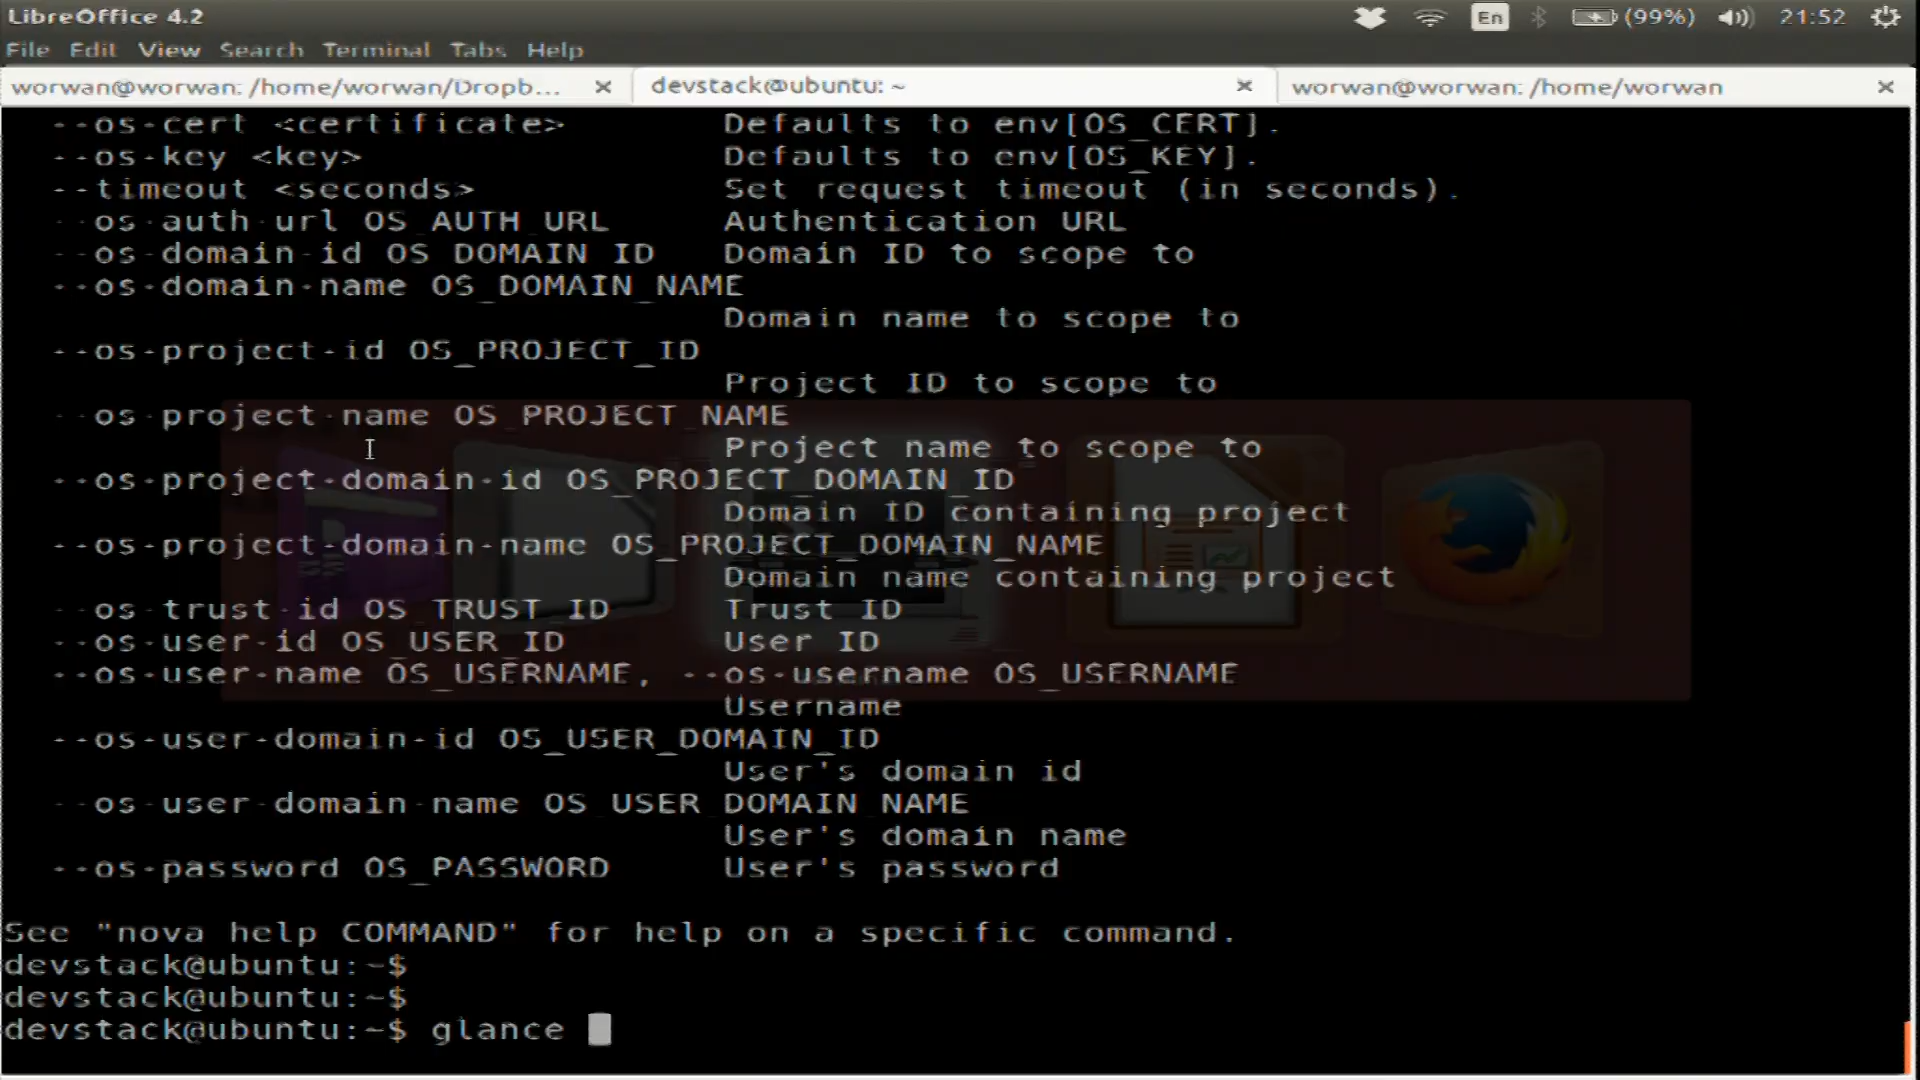 LibreOffice 4.2
En (99%) 21:52
File Edit View Search Terminal Tabs Help
worwan@worwan: /home/worwan/Dropb... × devstack@ubuntu: ~ × worwan@worwan: /home/worwan ×
--os-cert <certificate> Defaults to env[OS_CERT].
--os-key <key> Defaults to env[OS_KEY].
--timeout <seconds> Set request timeout (in seconds).
--os-auth-url OS_AUTH_URL Authentication URL
--os-domain-id OS_DOMAIN_ID Domain ID to scope to
--os-domain-name OS_DOMAIN_NAME
Domain name to scope to
--os-project-id OS_PROJECT_ID
Project ID to scope to
--os-project-name OS_PROJECT_NAME
Project name to scope to
--os-project-domain-id OS_PROJECT_DOMAIN_ID
Domain ID containing project
--os-project-domain-name OS_PROJECT_DOMAIN_NAME
Domain name containing project
--os-trust-id OS_TRUST_ID Trust ID
--os-user-id OS_USER_ID User ID
--os-user-name OS_USERNAME, --os-username OS_USERNAME
Username
--os-user-domain-id OS_USER_DOMAIN_ID
User's domain id
--os-user-domain-name OS_USER_DOMAIN_NAME
User's domain name
--os-password OS_PASSWORD User's password
See "nova help COMMAND" for help on a specific command.
devstack@ubuntu:~$
devstack@ubuntu:~$
devstack@ubuntu:~$ glance